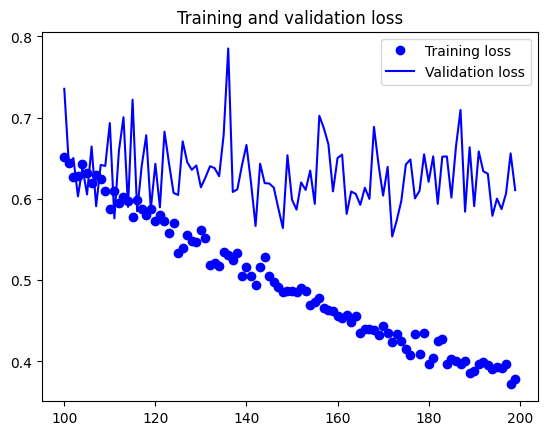 Training and validation loss
Training loss
Validation loss
0.8
0.7
0.6
0.5
0.4
100 120 140 160 180 200